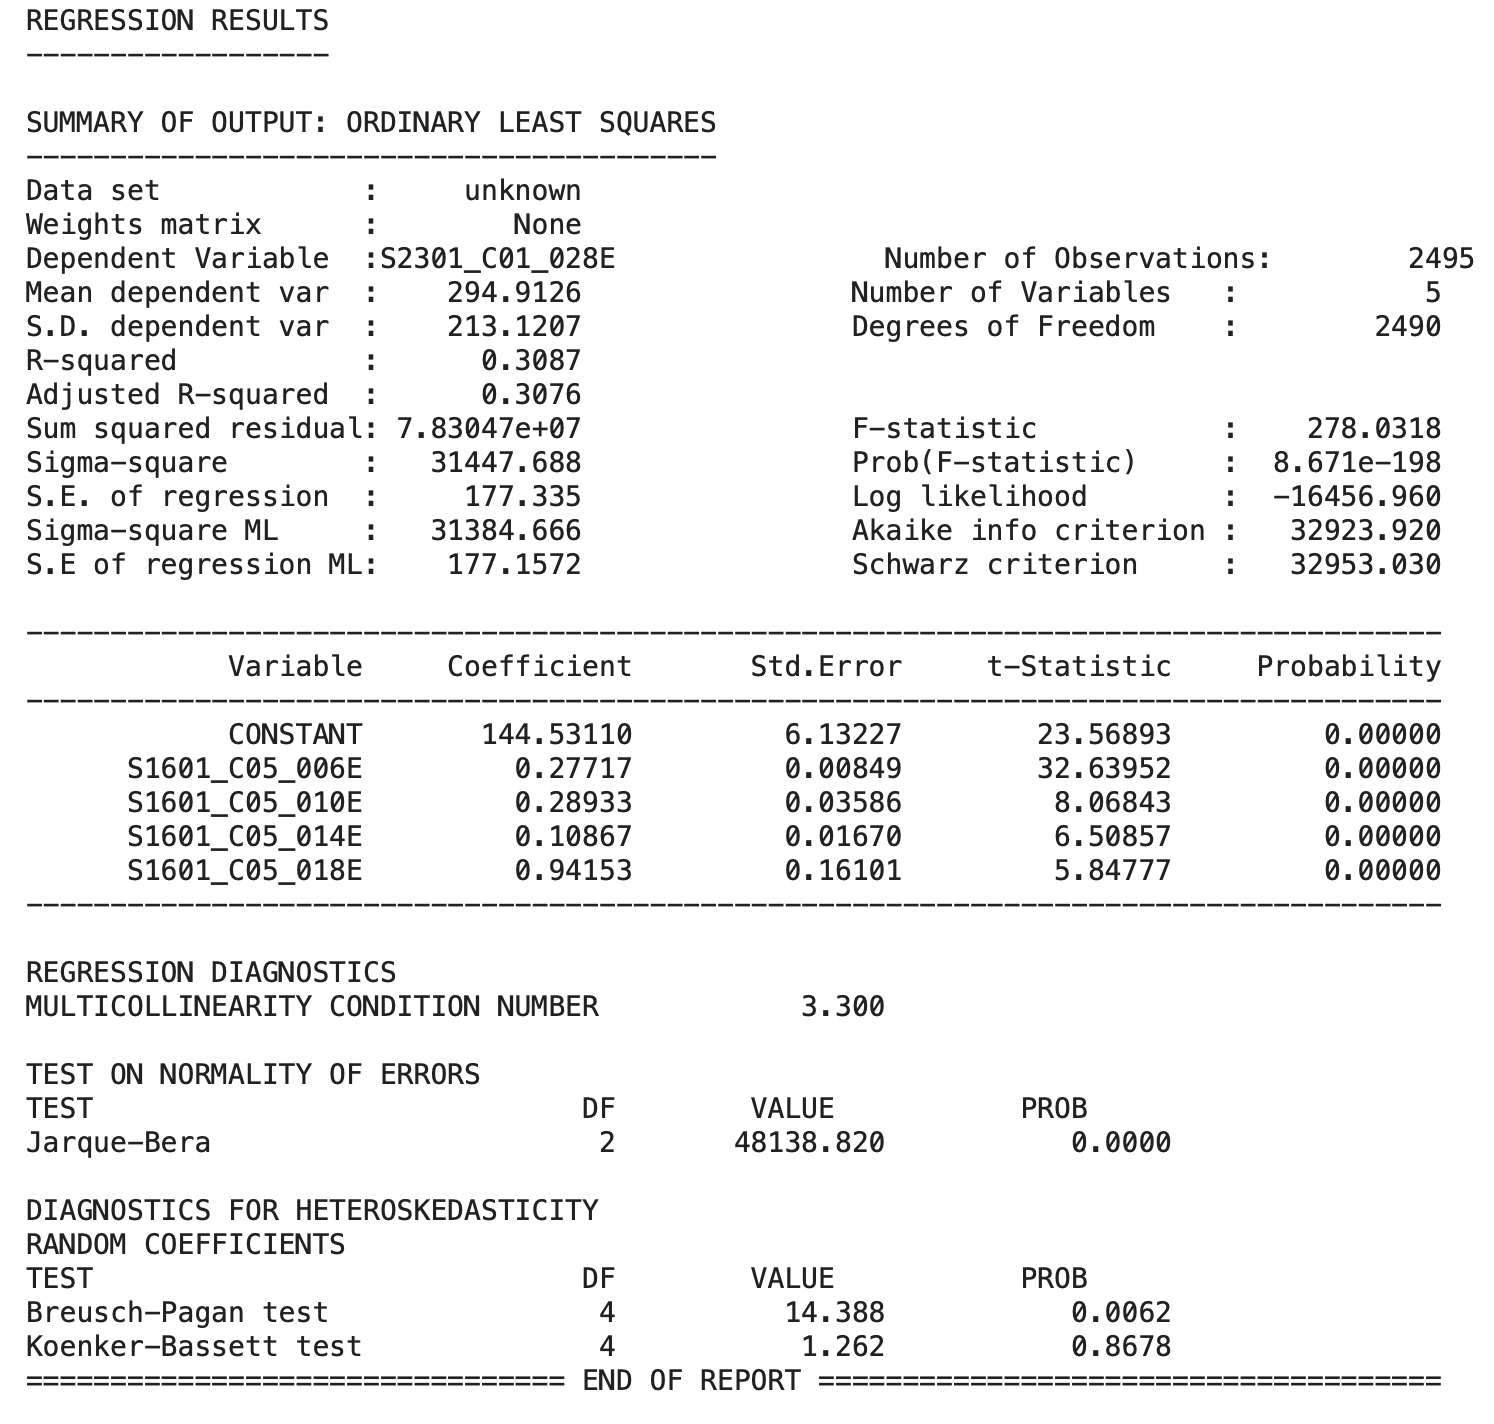 REGRESSION RESULTS
------------------
SUMMARY OF OUTPUT: ORDINARY LEAST SQUARES
-----------------------------------------
Data set            :     unknown
Weights matrix      :        None
Dependent Variable  :S2301_C01_028E                Number of Observations:        2495
Mean dependent var  :    294.9126                Number of Variables   :           5
S.D. dependent var  :    213.1207                Degrees of Freedom    :        2490
R-squared           :      0.3087
Adjusted R-squared  :      0.3076
Sum squared residual: 7.83047e+07                F-statistic           :    278.0318
Sigma-square        :   31447.688                Prob(F-statistic)     :  8.671e-198
S.E. of regression  :     177.335                Log likelihood        :  -16456.960
Sigma-square ML     :   31384.666                Akaike info criterion :   32923.920
S.E of regression ML:    177.1572                Schwarz criterion     :   32953.030
------------------------------------------------------------------------------------
            Variable     Coefficient       Std.Error     t-Statistic     Probability
------------------------------------------------------------------------------------
            CONSTANT       144.53110         6.13227        23.56893         0.00000
      S1601_C05_006E         0.27717         0.00849        32.63952         0.00000
      S1601_C05_010E         0.28933         0.03586         8.06843         0.00000
      S1601_C05_014E         0.10867         0.01670         6.50857         0.00000
      S1601_C05_018E         0.94153         0.16101         5.84777         0.00000
------------------------------------------------------------------------------------
REGRESSION DIAGNOSTICS
MULTICOLLINEARITY CONDITION NUMBER            3.300
TEST ON NORMALITY OF ERRORS
TEST                             DF        VALUE           PROB
Jarque-Bera                       2       48138.820           0.0000
DIAGNOSTICS FOR HETEROSKEDASTICITY
RANDOM COEFFICIENTS
TEST                             DF        VALUE           PROB
Breusch-Pagan test                4          14.388           0.0062
Koenker-Bassett test              4           1.262           0.8678
================================ END OF REPORT =====================================